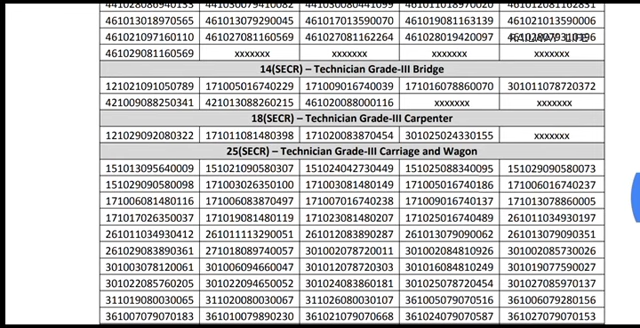 461013018970565 461013079290045 461017013590070 461019081163139 461021013590006
461021097160110 461027081160569 461027081162264 461028019420097
461029081160569 xxxxxxx xxxxxxx xxxxxxx xxxxxxx
14(SECR) – Technician Grade-III Bridge
121021091050789 171005016740229 171009016740039 171016078860070 301011078720372
421009088250341 421013088260215 461020088000116 xxxxxxx xxxxxxx
18(SECR) – Technician Grade-III Carpenter
121029092080322 171011081480398 171020083870454 301025024330155 xxxxxxx
25(SECR) – Technician Grade-III Carriage and Wagon
151013095640009 151021090580307 151024042730449 151025088340095 151029090580073
151029090580098 171003026350100 171003081480149 171005016740186 171006016740237
171006081480116 171006083870497 171007016740238 171009016740137 171013078860005
171017026350037 171019081480119 171023081480207 171025016740489 261011034930197
261011034930412 261011113290051 261012083890287 261013079090062 261013079090351
261029083890361 271018089740057 301002078720011 301002084810926 301002085730026
301003078120061 301006094660047 301012078720303 301016084810249 301019077590027
301022085760205 301022094650052 301024083860181 301025078720454 301027085970137
311019080030065 311020080030067 311026080030107 361005079070516 361006079280156
361007079070183 361010079890230 361021079070668 361024079070587 361027079070153